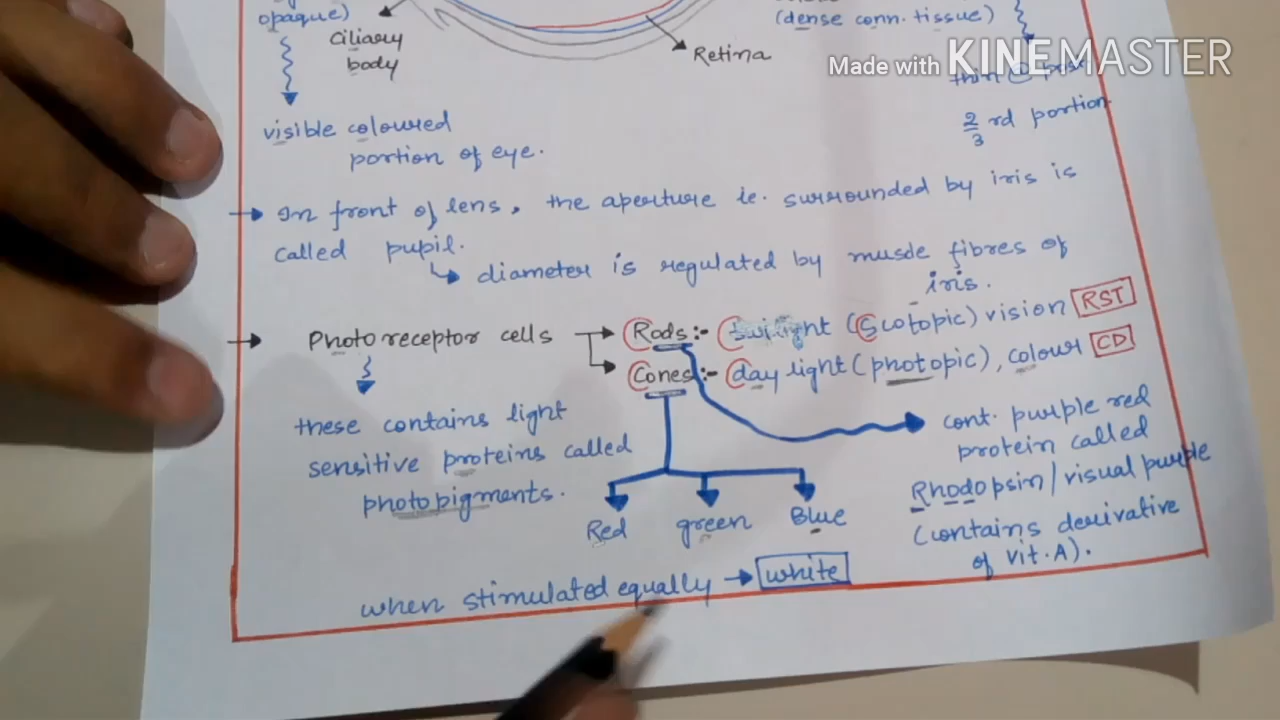 opaque)
ciliary
body
Retina
(dense conn. tissue)
Made with KINEMASTER
visible coloured
portion of eye.
2/3 rd portion
→ In front of lens, the aperture ie. surrounded by iris is
called pupil.
diameter is regulated by muscle fibres of
iris.
→ Photoreceptor cells → Rods:- twilight (Scotopic) vision RST
→ Cones:- day light (photopic), colour CD
these contains light
sensitive proteins called
photopigments.
cont. purple red
protein called
Rhodopsin/visual purple
(contains derivative
of vit.A).
Red green Blue
when stimulated equally → white